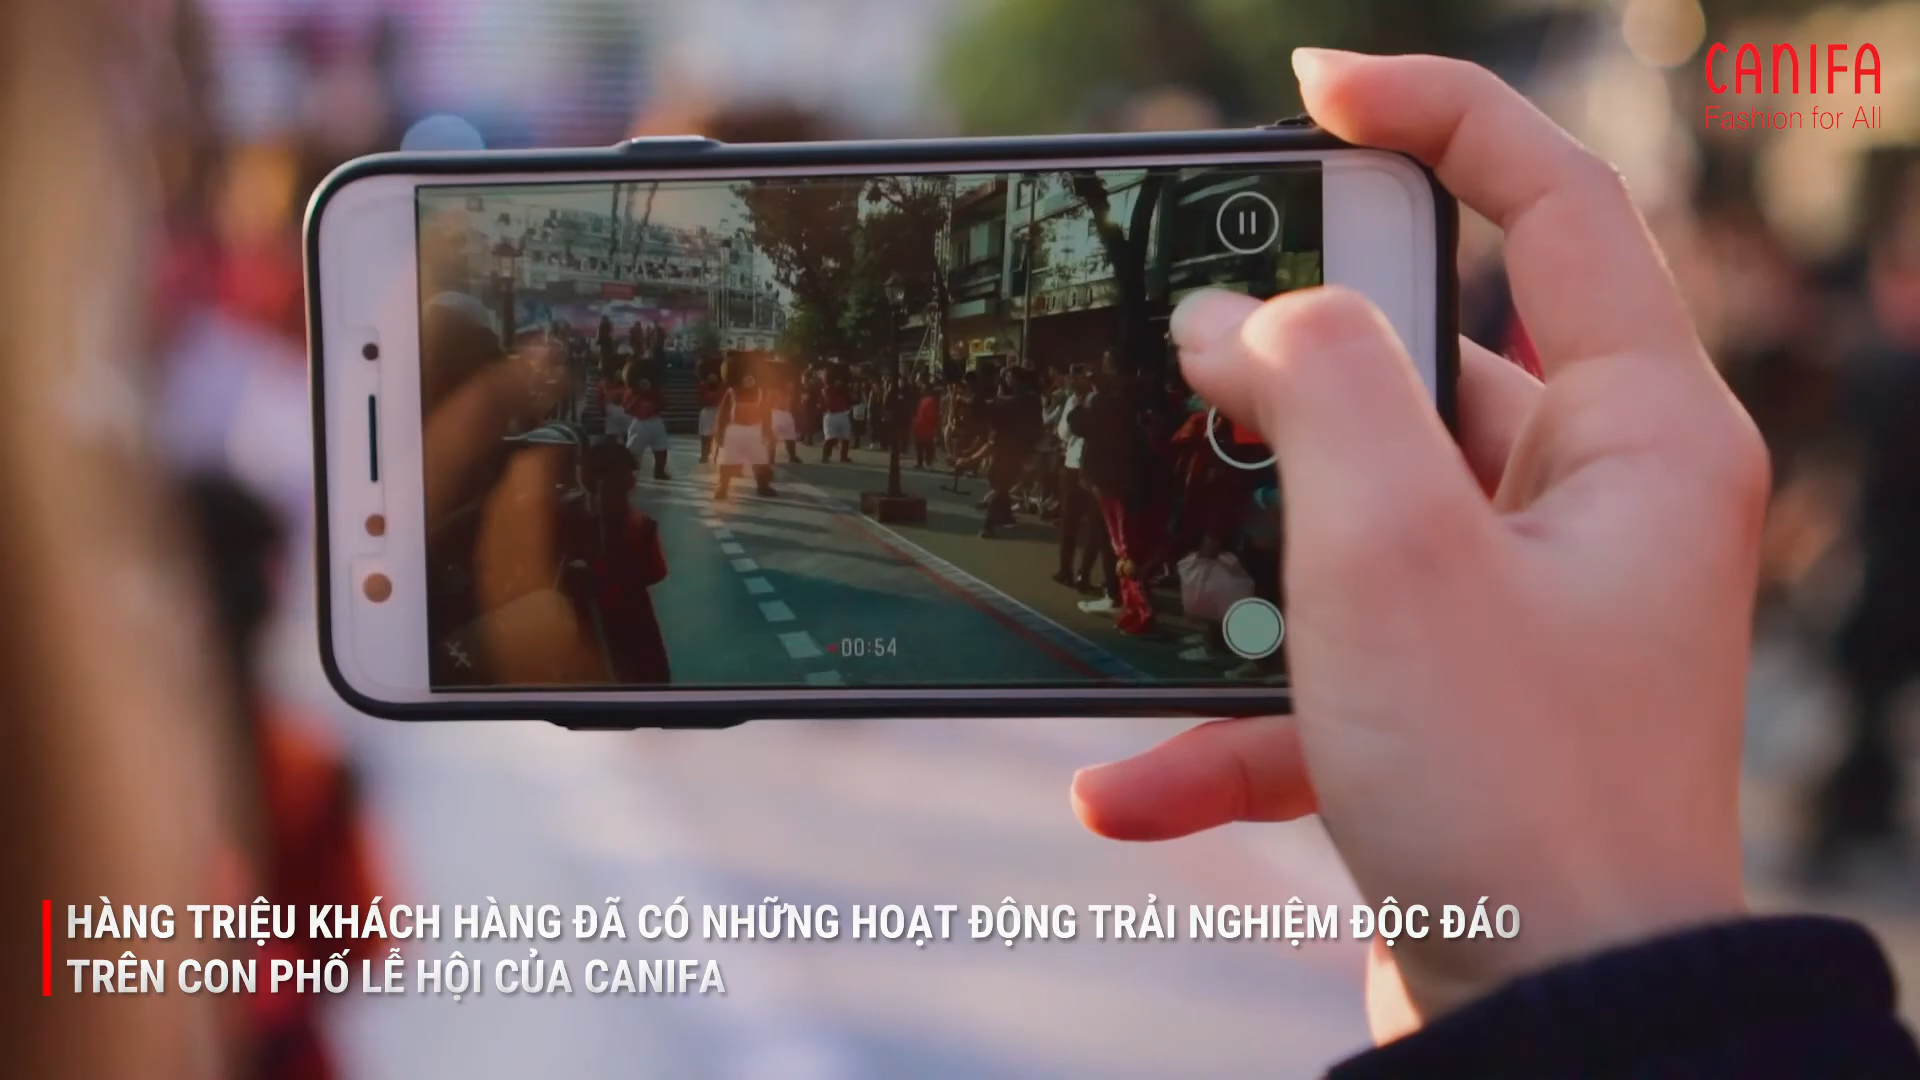 CANIFA
Fashion for All
00:54
HÀNG TRIỆU KHÁCH HÀNG ĐÃ CÓ NHỮNG HOẠT ĐỘNG TRẢI NGHIỆM ĐỘC ĐÁO
TRÊN CON PHỐ LỄ HỘI CỦA CANIFA